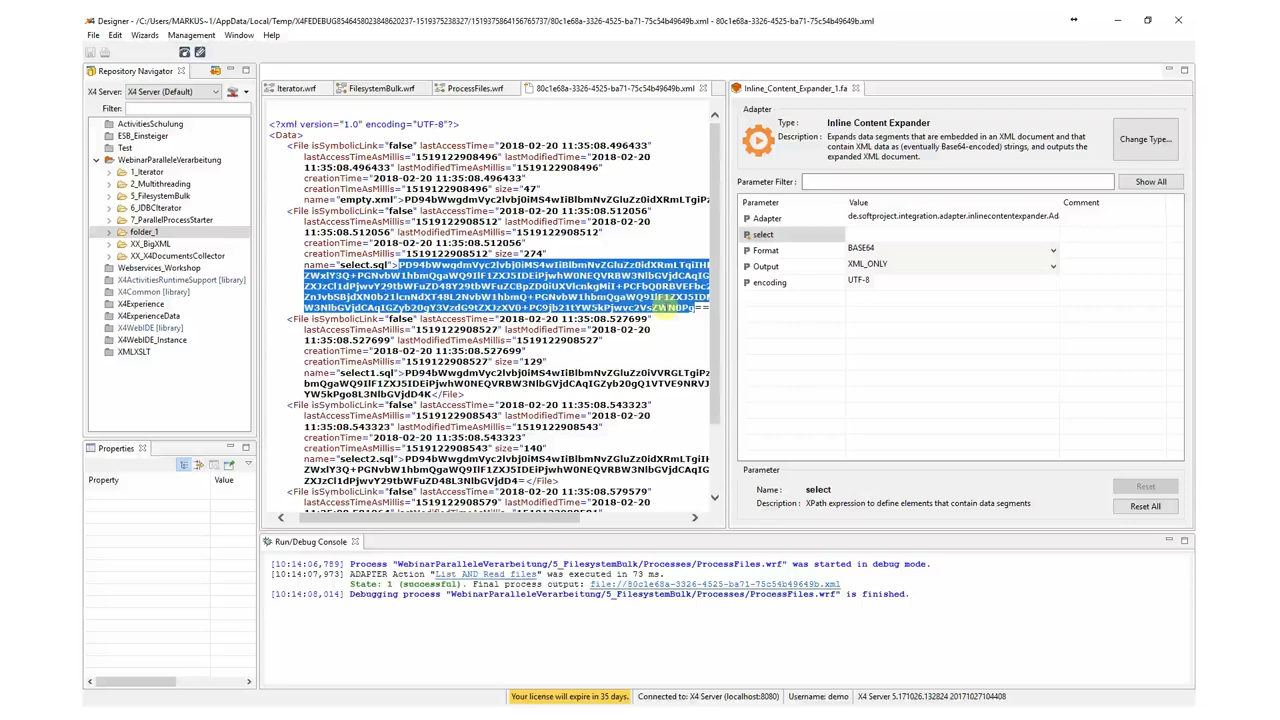 Designer - /C:/Users/MARKUS~1/AppData/Local/Temp/X4FEDEBUG8546458023848620237-1519375238327/1519375864156765737/80c1e68a-3326-4525-ba71-75c54b49649b.xml - 80c1e68a-3326-4525-ba71-75c54b49649b.xml
File Edit Wizards Management Window Help
Repository Navigator
X4 Server: X4 Server (Default)
Filter:
ActivitiesSchulung
ESB_Einsteiger
Test
WebinarParalleleVerarbeitung
1_Iterator
2_Multithreading
5_FilesystemBulk
6_JDBCIterator
7_ParallelProcessStarter
folder_1
XX_BigXML
XX_X4DocumentsCollector
Webservices_Workshop
X4ActivitiesRuntimeSupport [library]
X4Common [library]
X4Experience
X4ExperienceData
X4WebIDE [library]
X4WebIDE_Instance
XMLXSLT
Properties
Property Value
Iterator.wrf FilesystemBulk.wrf ProcessFiles.wrf 80c1e68a-3326-4525-ba71-75c54b49649b.xml
<?xml version="1.0" encoding="UTF-8"?>
<Data>
<File isSymbolicLink="false" lastAccessTime="2018-02-20 11:35:08.496433"
lastAccessTimeAsMillis="1519122908496" lastModifiedTime="2018-02-20
11:35:08.496433" lastModifiedTimeAsMillis="1519122908496"
creationTime="2018-02-20 11:35:08.496433"
creationTimeAsMillis="1519122908496" size="47"
name="empty.xml">
<File isSymbolicLink="false" lastAccessTime="2018-02-20 11:35:08.512056"
lastAccessTimeAsMillis="1519122908512" lastModifiedTime="2018-02-20
11:35:08.512056" lastModifiedTimeAsMillis="1519122908512"
creationTime="2018-02-20 11:35:08.512056"
creationTimeAsMillis="1519122908512" size="274"
name="select.sql">
<File isSymbolicLink="false" lastAccessTime="2018-02-20 11:35:08.527699"
lastAccessTimeAsMillis="1519122908527" lastModifiedTime="2018-02-20
11:35:08.527699" lastModifiedTimeAsMillis="1519122908527"
creationTime="2018-02-20 11:35:08.527699"
creationTimeAsMillis="1519122908527" size="129"
name="select1.sql">
</File>
<File isSymbolicLink="false" lastAccessTime="2018-02-20 11:35:08.543323"
lastAccessTimeAsMillis="1519122908543" lastModifiedTime="2018-02-20
11:35:08.543323" lastModifiedTimeAsMillis="1519122908543"
creationTime="2018-02-20 11:35:08.543323"
creationTimeAsMillis="1519122908543" size="140"
name="select2.sql">
</File>
<File isSymbolicLink="false" lastAccessTime="2018-02-20 11:35:08.579579"
Inline_Content_Expander_1.fa
Adapter
Type : Inline Content Expander
Description : Expands data segments that are embedded in an XML document and that
contain XML data as (eventually Base64-encoded) strings, and outputs the
expanded XML document.
Change Type...
Parameter Filter : Show All
Parameter Value Comment
Adapter de.softproject.integration.adapter.inlinecontentexpander.Ad
select
Format BASE64
Output XML_ONLY
encoding UTF-8
Parameter
Name : select
Description : XPath expression to define elements that contain data segments
Reset
Reset All
Run/Debug Console
[10:14:06,789] Process "WebinarParalleleVerarbeitung/5_FilesystemBulk/Processes/ProcessFiles.wrf" was started in debug mode.
[10:14:07,973] ADAPTER Action "List AND Read files" was executed in 73 ms.
State: 1 (successful). Final process output: file://80c1e68a-3326-4525-ba71-75c54b49649b.xml
[10:14:08,014] Debugging process "WebinarParalleleVerarbeitung/5_FilesystemBulk/Processes/ProcessFiles.wrf" is finished.
Your license will expire in 35 days. Connected to: X4 Server (localhost:8080) Username: demo X4 Server 5.171026.132824 20171027104408